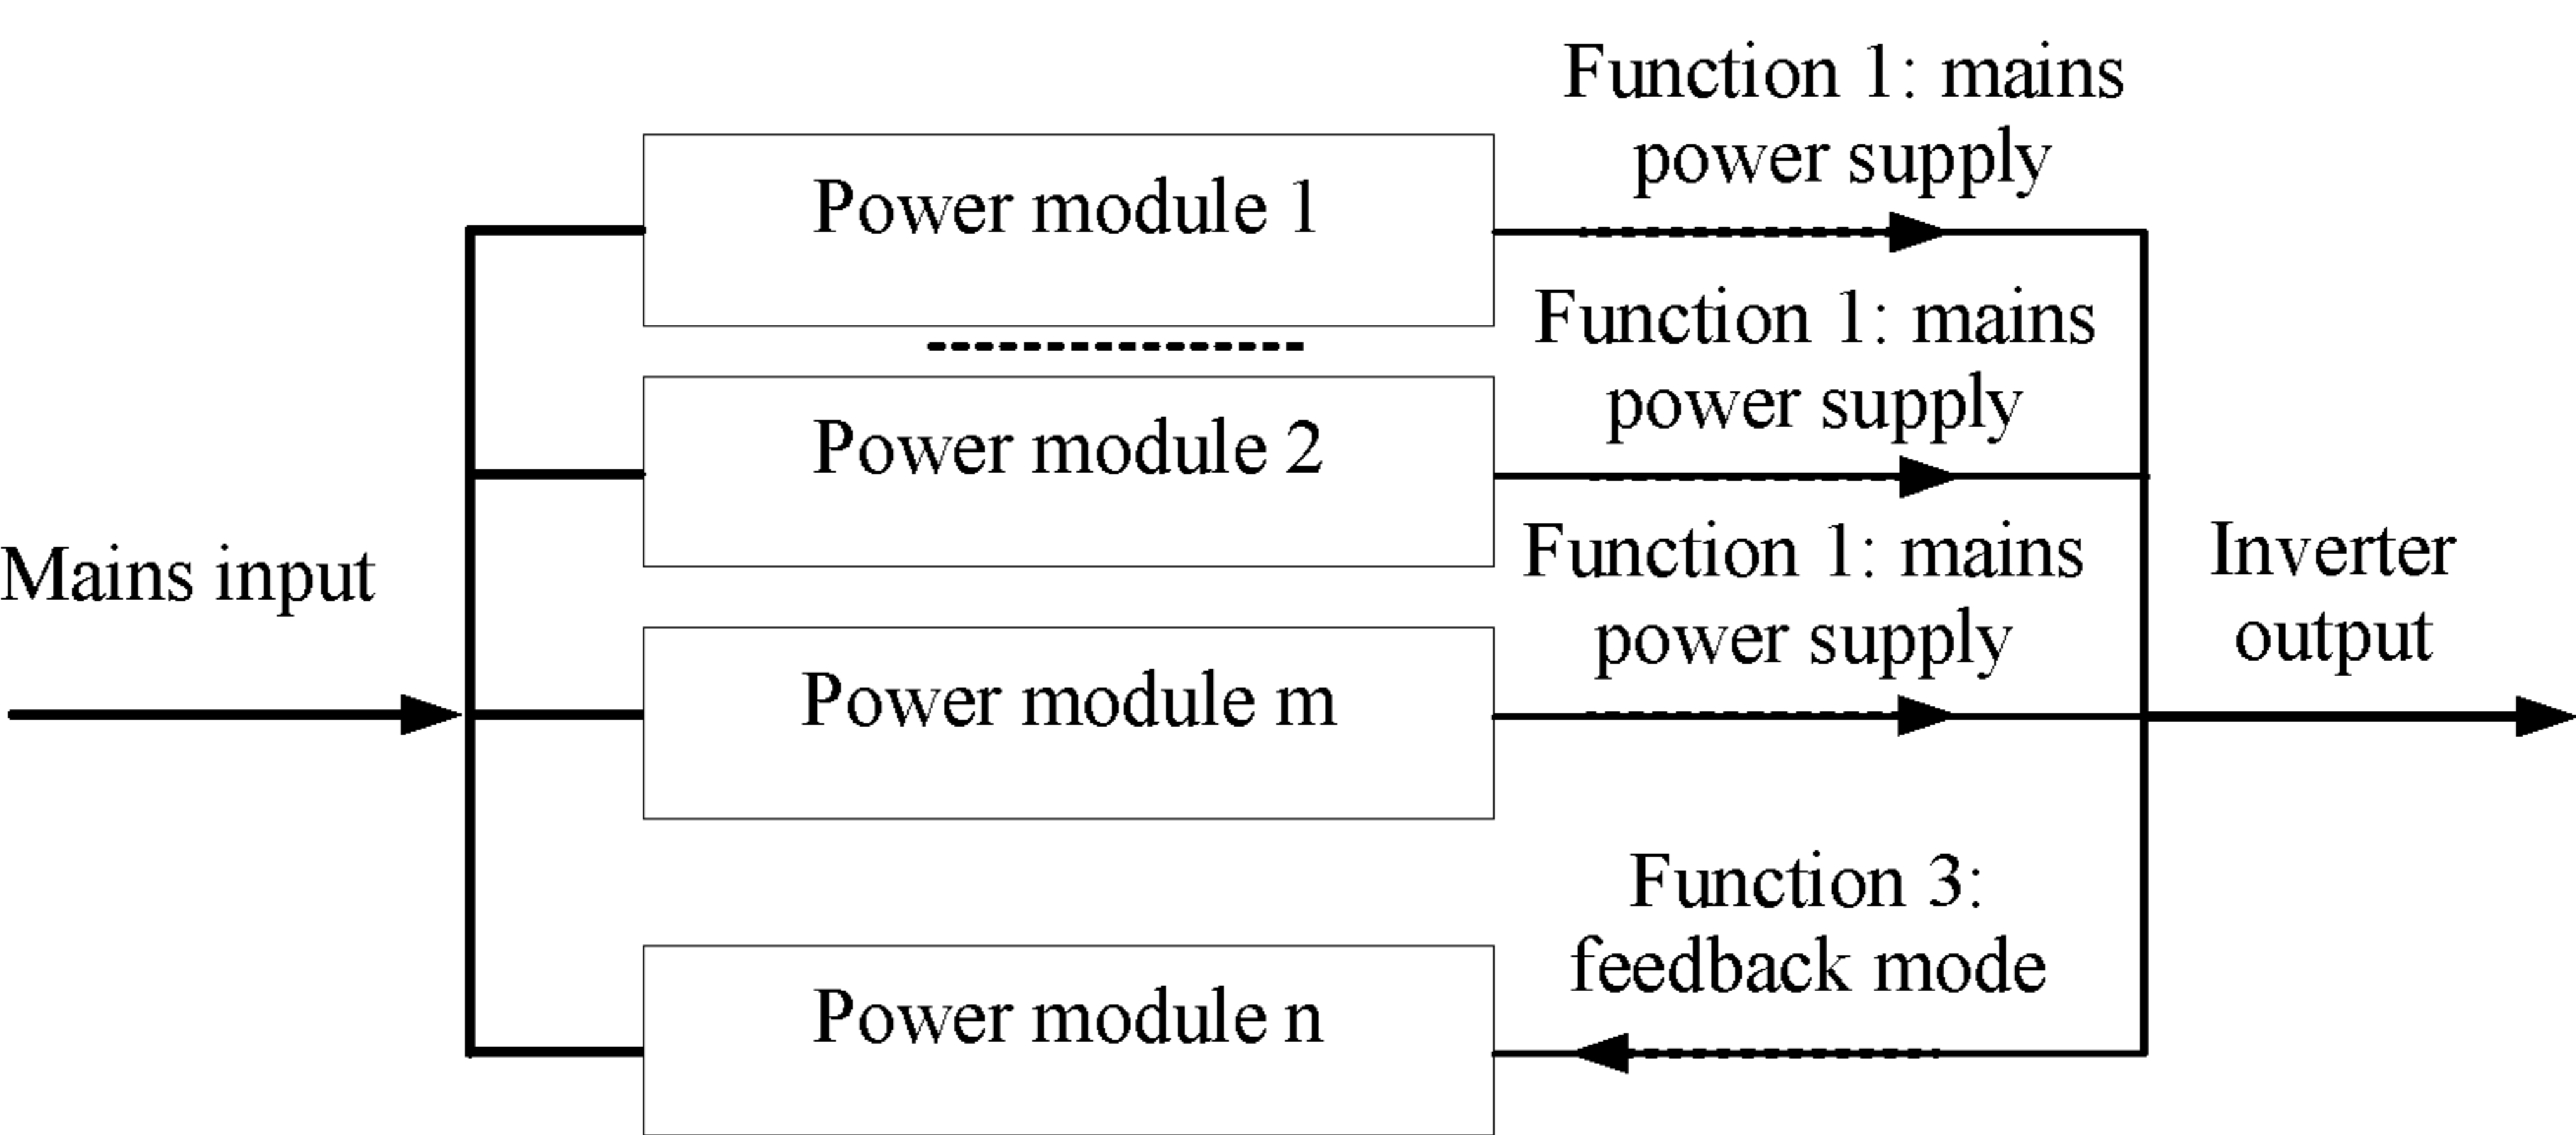 Function 1: mains
power supply
Power module 1
Function 1: mains
power supply
Power module 2
Function 1: mains
power supply
Mains input
Inverter
output
Power module m
Function 3:
feedback mode
Power module n